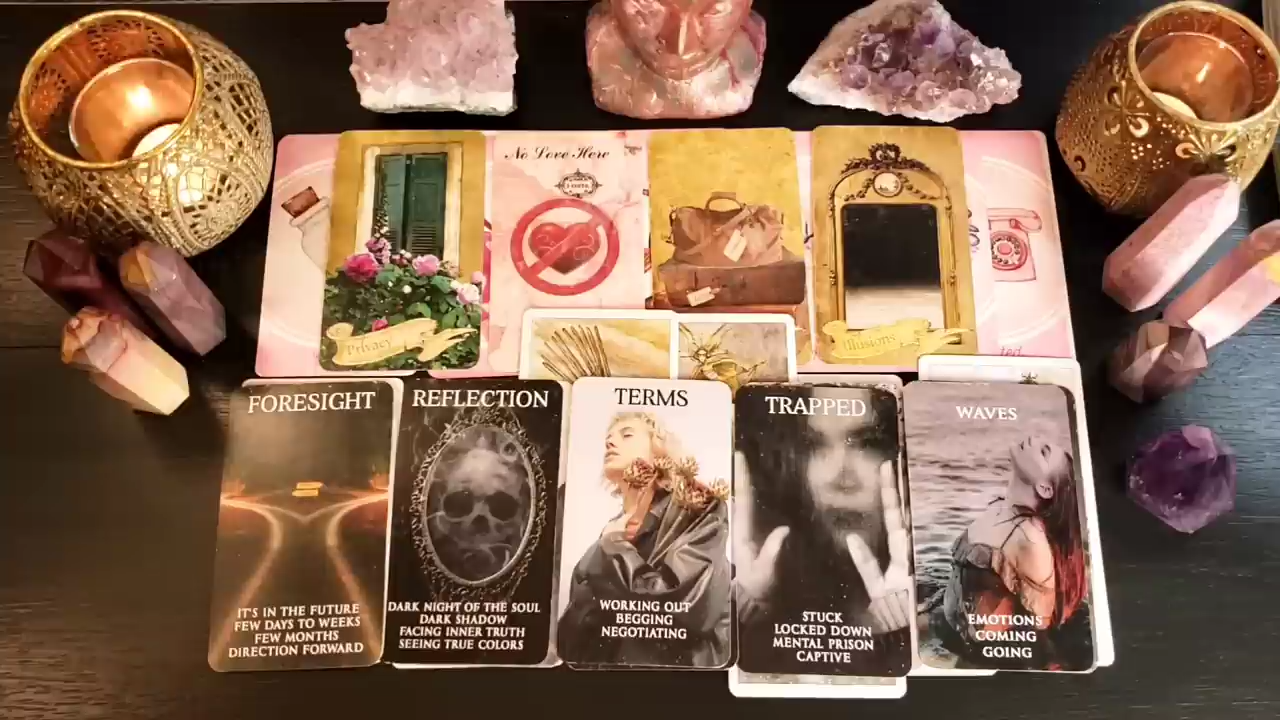 No Love Here
Privacy
Illusions
ted.
FORESIGHT
IT'S IN THE FUTURE
FEW DAYS TO WEEKS
FEW MONTHS
DIRECTION FORWARD
REFLECTION
DARK NIGHT OF THE SOUL
DARK SHADOW
FACING INNER TRUTH
SEEING TRUE COLORS
TERMS
WORKING OUT
BEGGING
NEGOTIATING
TRAPPED
STUCK
LOCKED DOWN
MENTAL PRISON
CAPTIVE
WAVES
EMOTIONS
COMING
GOING